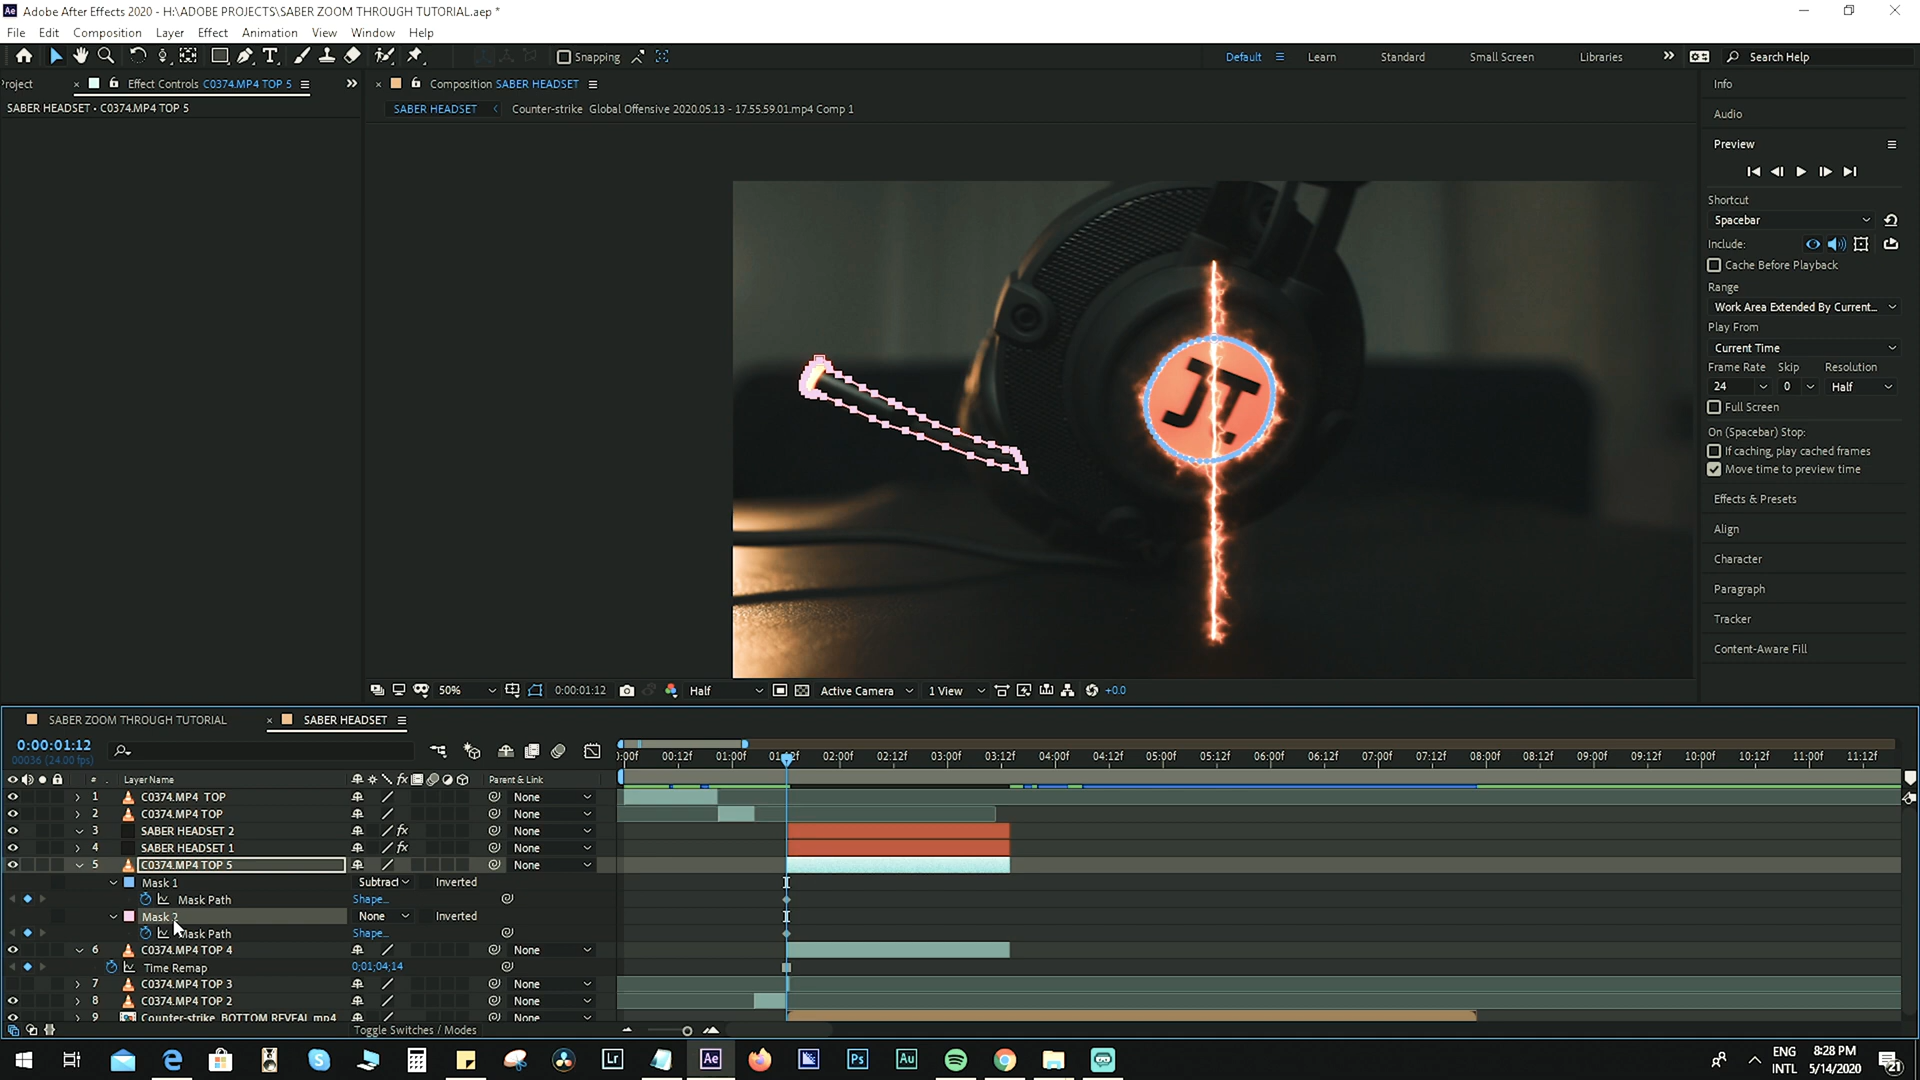 Adobe After Effects 2020 - H:\ADOBE PROJECTS\SABER ZOOM THROUGH TUTORIAL.aep *
File Edit Composition Layer Effect Animation View Window Help
Snapping
Default Learn Standard Small Screen Libraries Search Help
Project Effect Controls C0374.MP4 TOP 5
Composition SABER HEADSET
SABER HEADSET • C0374.MP4 TOP 5
SABER HEADSET Counter-strike Global Offensive 2020.05.13 - 17.55.59.01.mp4 Comp 1
JT.
Info
Audio
Preview
Shortcut
Spacebar
Include:
Cache Before Playback
Range
Work Area Extended By Current...
Play From
Current Time
Frame Rate Skip Resolution
24 0 Half
Full Screen
On (Spacebar) Stop:
If caching, play cached frames
Move time to preview time
Effects & Presets
Align
Character
Paragraph
Tracker
Content-Aware Fill
50% 0:00:01:12 Half Active Camera 1 View +0.0
SABER ZOOM THROUGH TUTORIAL SABER HEADSET
0:00:01:12
00036 (24.00 fps)
:00f 00:12f 01:00f 01:12f 02:00f 02:12f 03:00f 03:12f 04:00f 04:12f 05:00f 05:12f 06:00f 06:12f 07:00f 07:12f 08:00f 08:12f 09:00f 09:12f 10:00f 10:12f 11:00f 11:12f
# Layer Name fx Parent & Link
1 C0374.MP4 TOP None
2 C0374.MP4 TOP None
3 SABER HEADSET 2 fx None
4 SABER HEADSET 1 fx None
5 C0374.MP4 TOP 5 None
Mask 1 Subtract Inverted
Mask Path Shape...
Mask 2 None Inverted
Mask Path Shape...
6 C0374.MP4 TOP 4 None
Time Remap 0;01;04;14
7 C0374.MP4 TOP 3 None
8 C0374.MP4 TOP 2 None
9 Counter-strike BOTTOM REVEAL.mp4 None
Toggle Switches / Modes
Lr Ae Ps Au
ENG
INTL
8:28 PM
5/14/2020
21